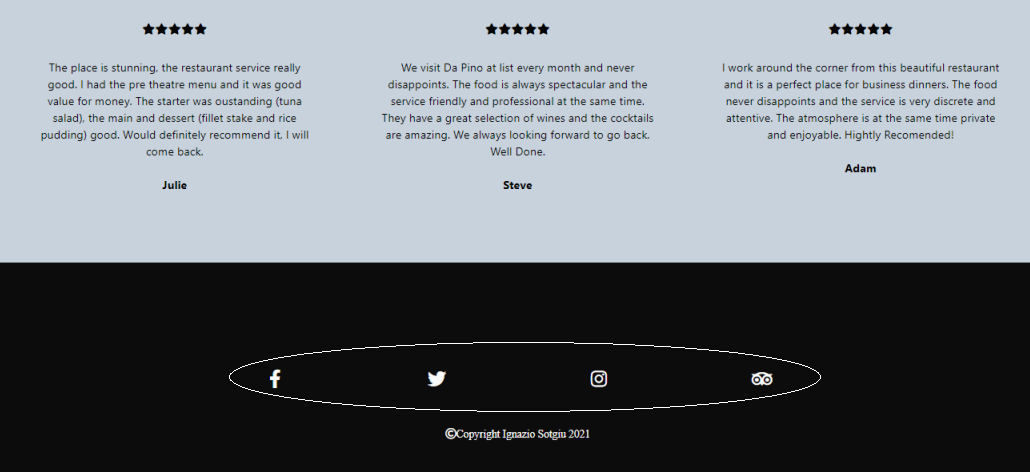 The place is stunning, the restaurant service really
good. I had the pre theatre menu and it was good
value for money. The starter was oustanding (tuna
salad), the main and dessert (fillet stake and rice
pudding) good. Would definitely recommend it, I will
come back.
Julie
We visit Da Pino at list every month and never
disappoints. The food is always spectacular and the
service friendly and professional at the same time.
They have a great selection of wines and the cocktails
are amazing. We always looking forward to go back.
Well Done.
Steve
I work around the corner from this beautiful restaurant
and it is a perfect place for business dinners. The food
never disappoints and the service is very discrete and
attentive. The atmosphere is at the same time private
and enjoyable. Hightly Recomended!
Adam
©Copyright Ignazio Sotgiu 2021